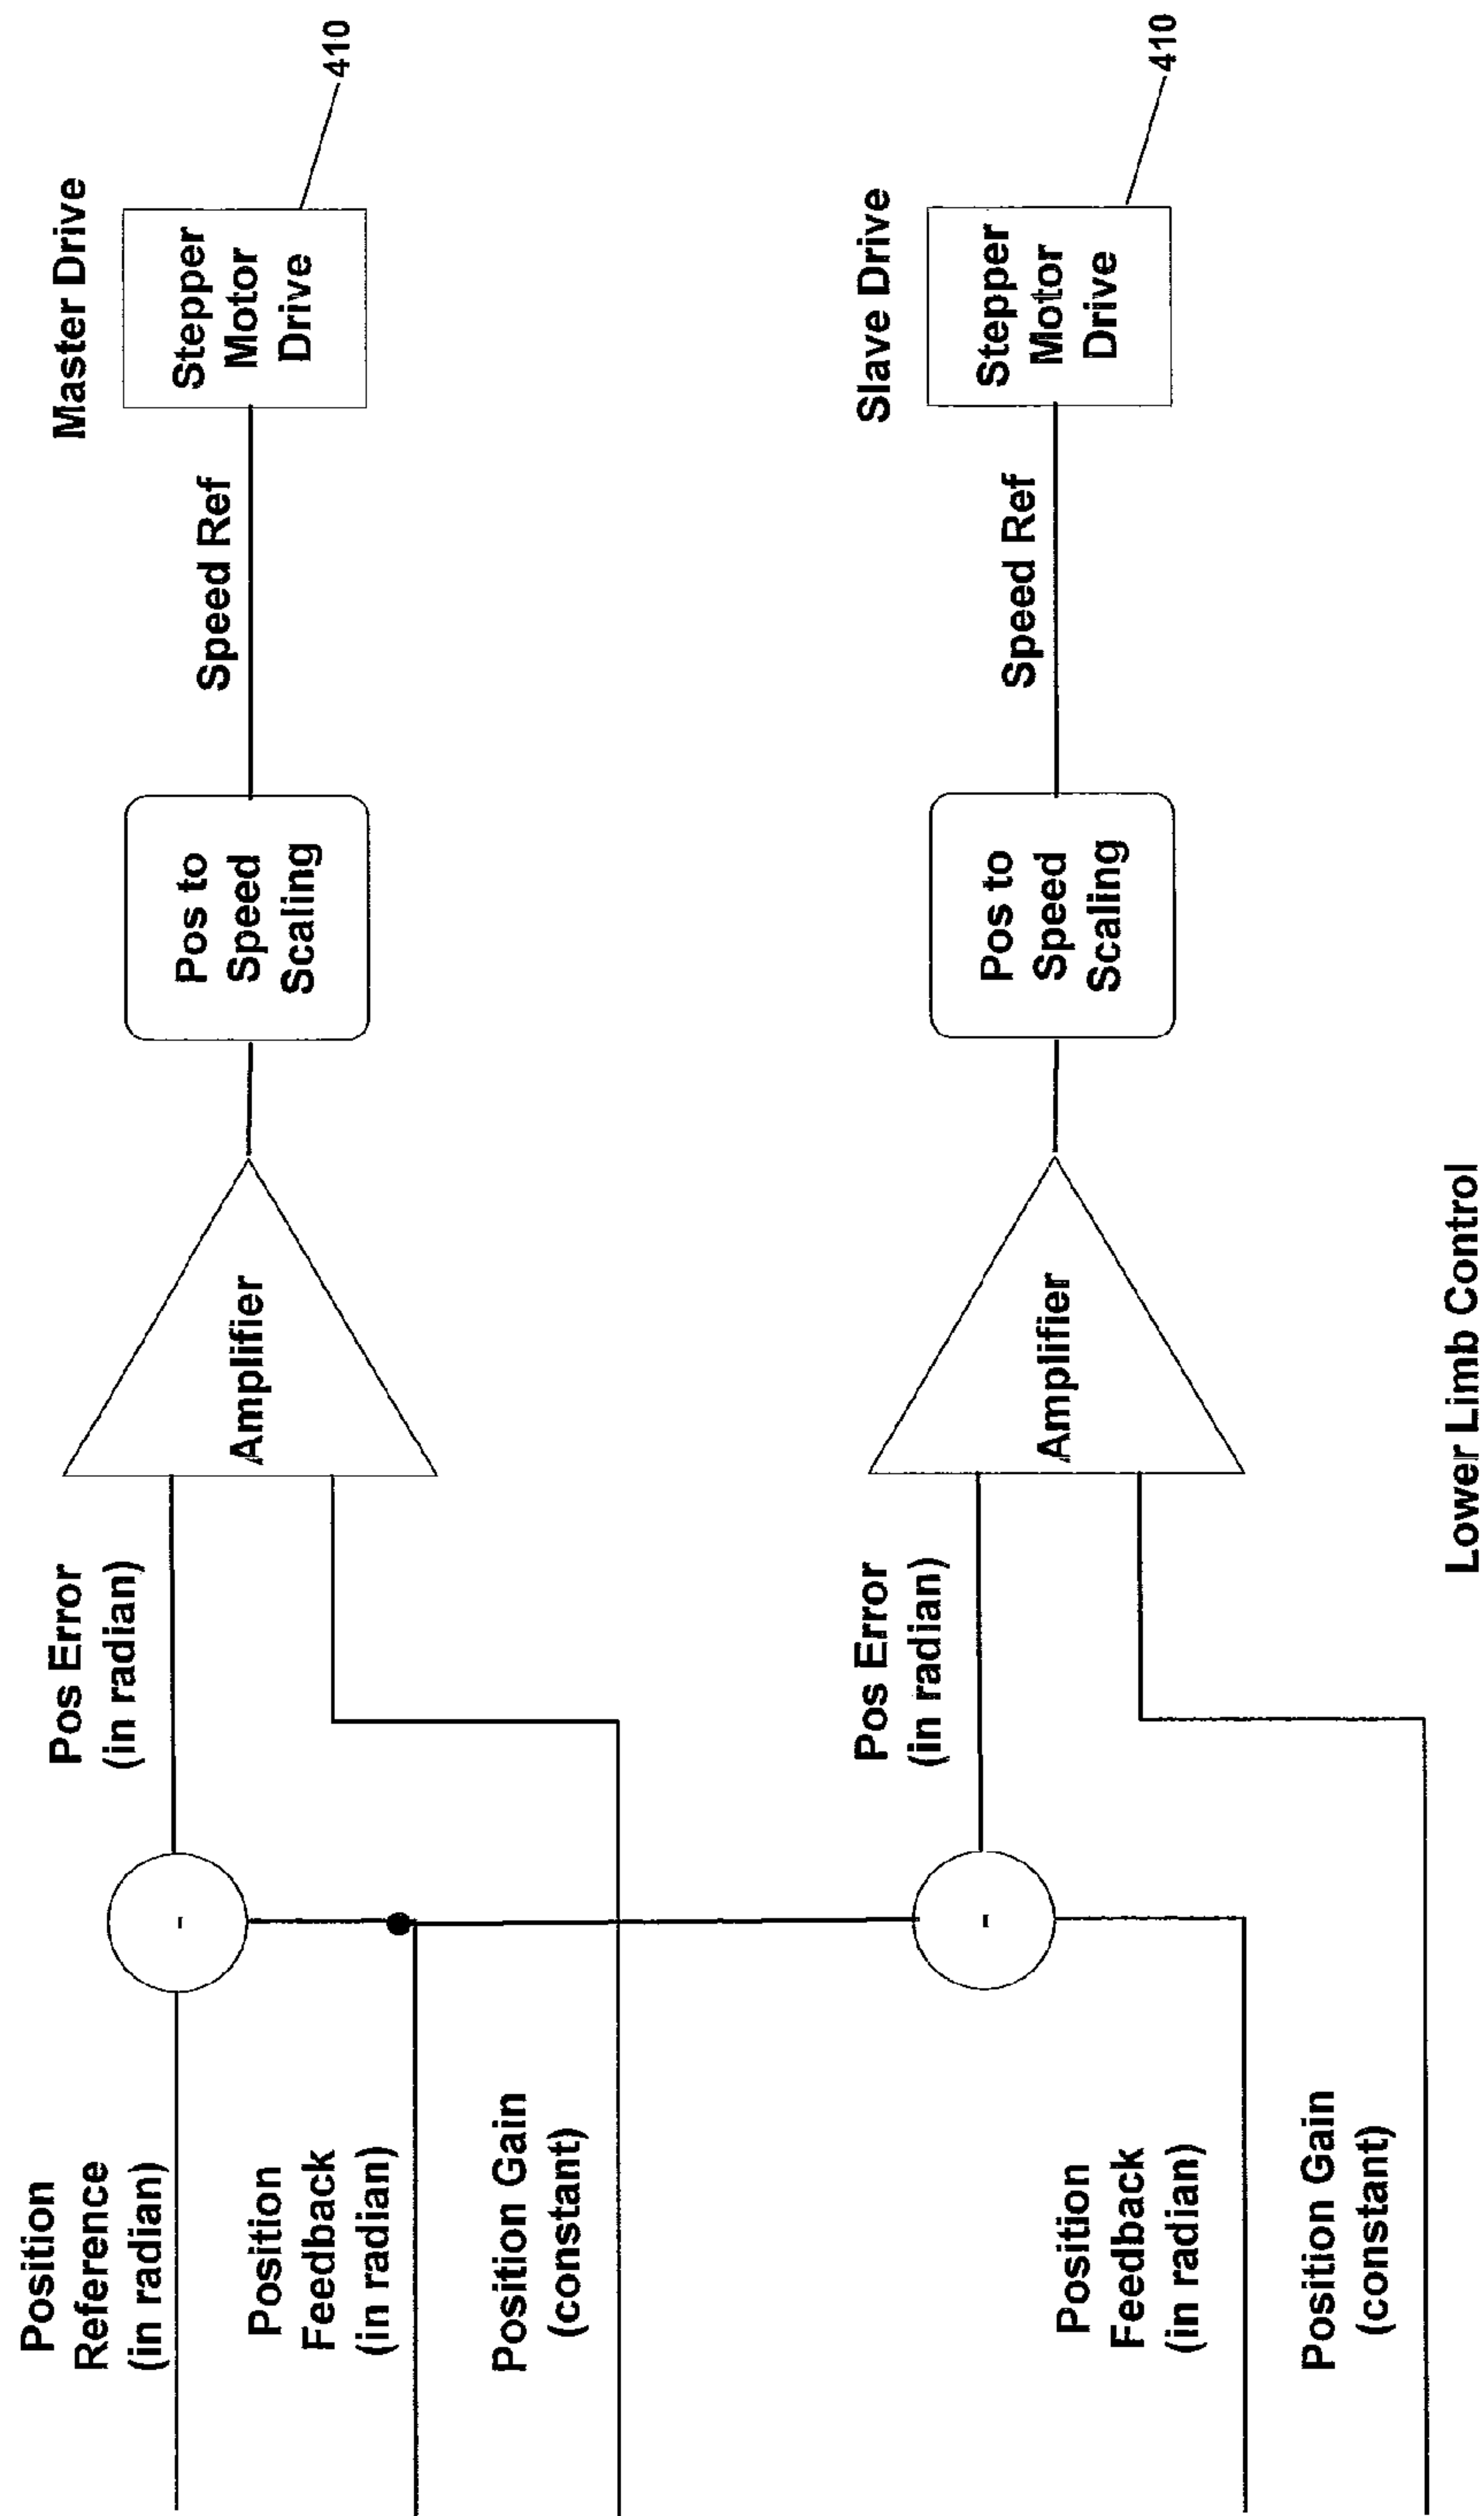 Position
Reference
(in radian)
Pos Error
(in radian)
Master Drive
Position
Feedback
(in radian)
-
Amplifier
Pos to
Speed
Scaling
Speed Ref
Stepper
Motor
Drive
410
Position Gain
(constant)
Pos Error
(in radian)
Slave Drive
Position
Feedback
(in radian)
-
Amplifier
Pos to
Speed
Scaling
Speed Ref
Stepper
Motor
Drive
410
Position Gain
(constant)
Lower Limb Control